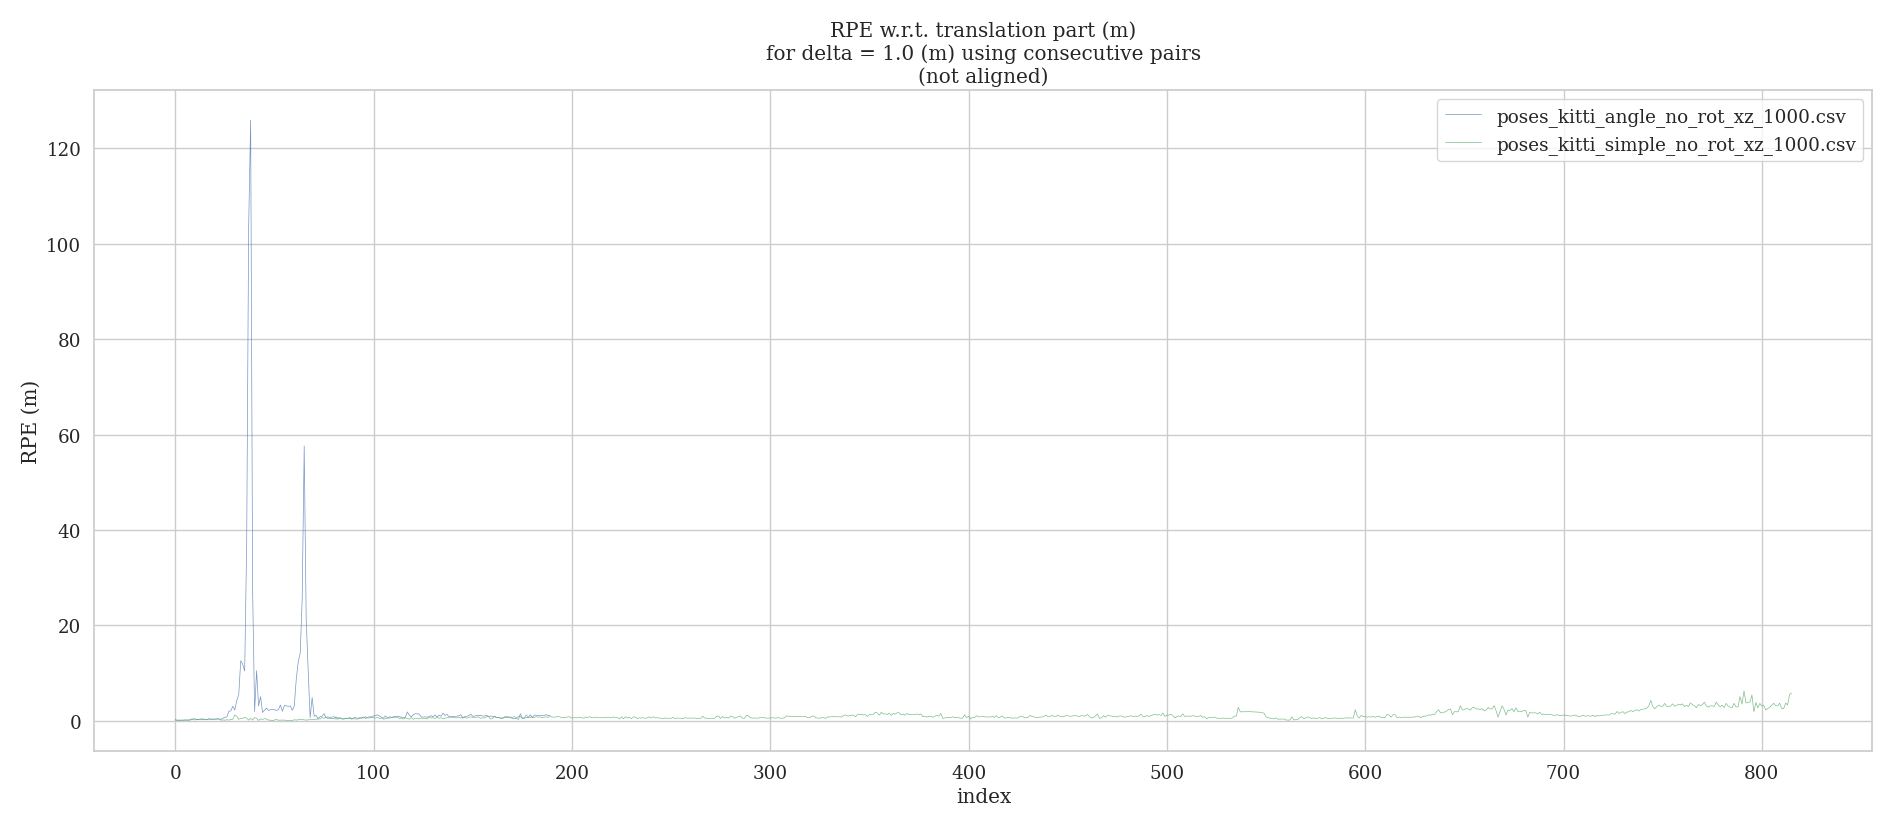 RPE w.r.t. translation part (m)
for delta = 1.0 (m) using consecutive pairs
(not aligned)
poses_kitti_angle_no_rot_xz_1000.csv
poses_kitti_simple_no_rot_xz_1000.csv
120
100
80
60
40
20
0
RPE (m)
0 100 200 300 400 500 600 700 800
index